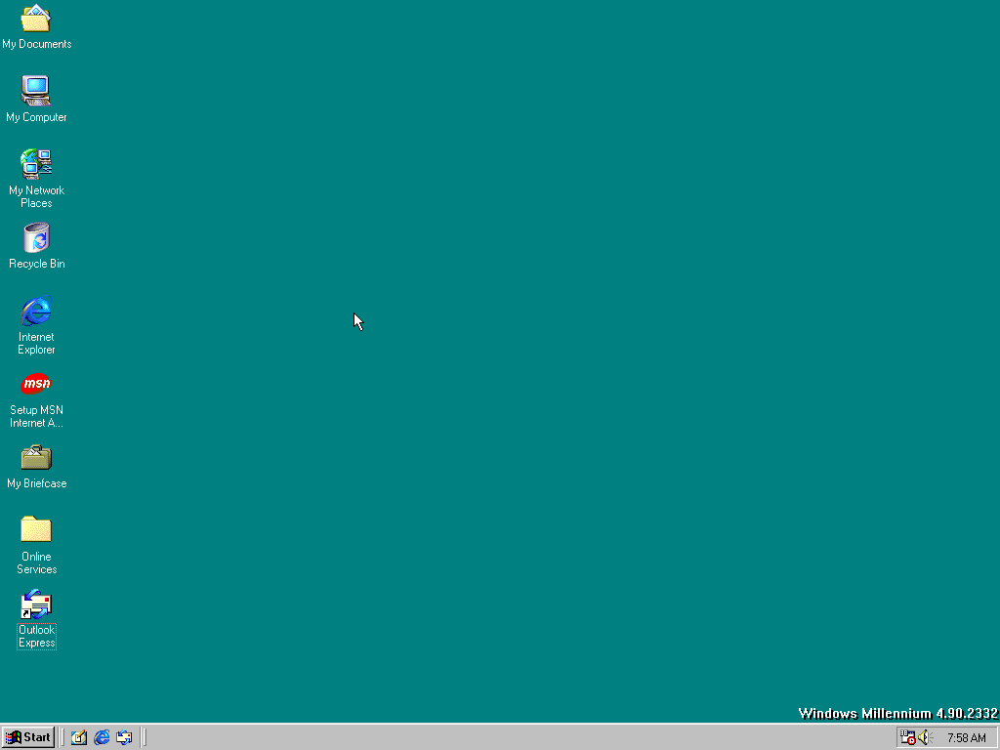 My Documents
My Computer
My Network
Places
Recycle Bin
Internet
Explorer
msn
Setup MSN
Internet A...
My Briefcase
Online
Services
Outlook
Express
Windows Millennium 4.90.2332
Start
7:58 AM